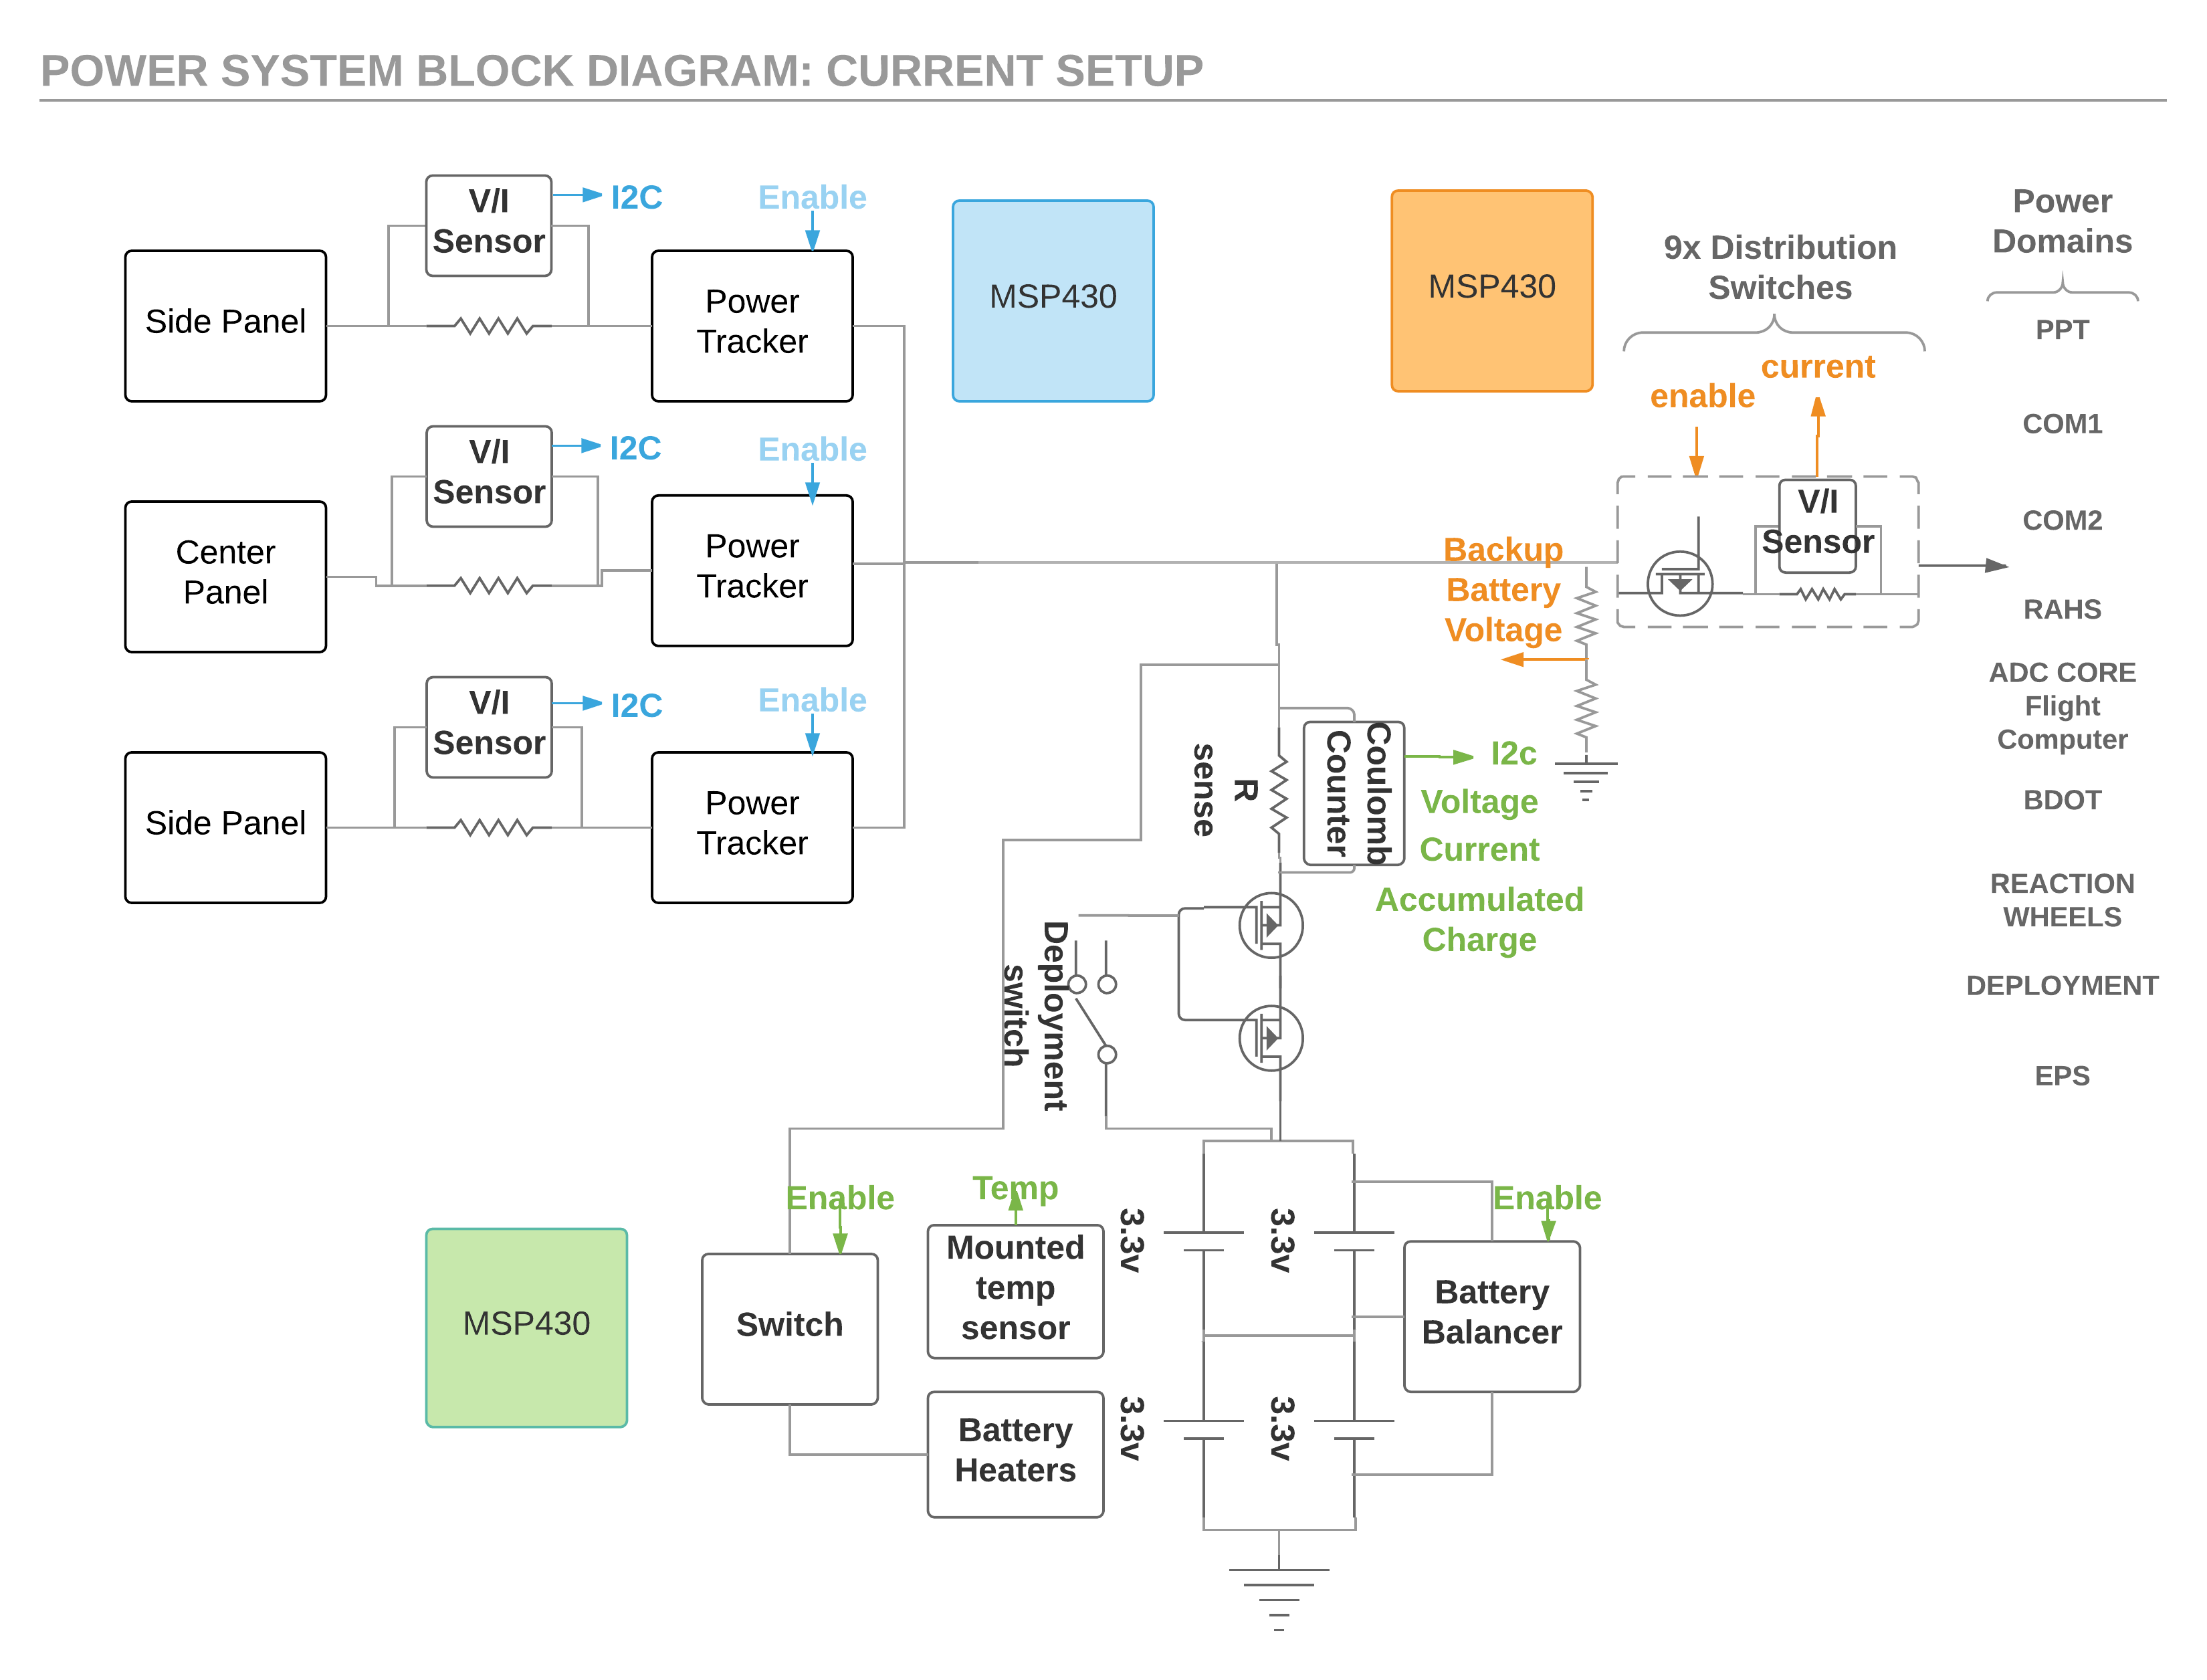 POWER SYSTEM BLOCK DIAGRAM: CURRENT SETUP
V/I
Sensor
I2C
Enable
Side Panel
Power
Tracker
MSP430
MSP430
9x Distribution
Switches
Power
Domains
PPT
COM1
COM2
RAHS
ADC CORE
Flight
Computer
BDOT
REACTION
WHEELS
DEPLOYMENT
EPS
enable
current
V/I
Sensor
V/I
Sensor
I2C
Enable
Center
Panel
Power
Tracker
Backup
Battery
Voltage
V/I
Sensor
I2C
Enable
Side Panel
Power
Tracker
R
sense
Coulomb
Counter
I2c
Voltage
Current
Accumulated
Charge
Deployment
switch
Enable
Temp
Enable
MSP430
Switch
Mounted
temp
sensor
3.3v
3.3v
Battery
Balancer
Battery
Heaters
3.3v
3.3v